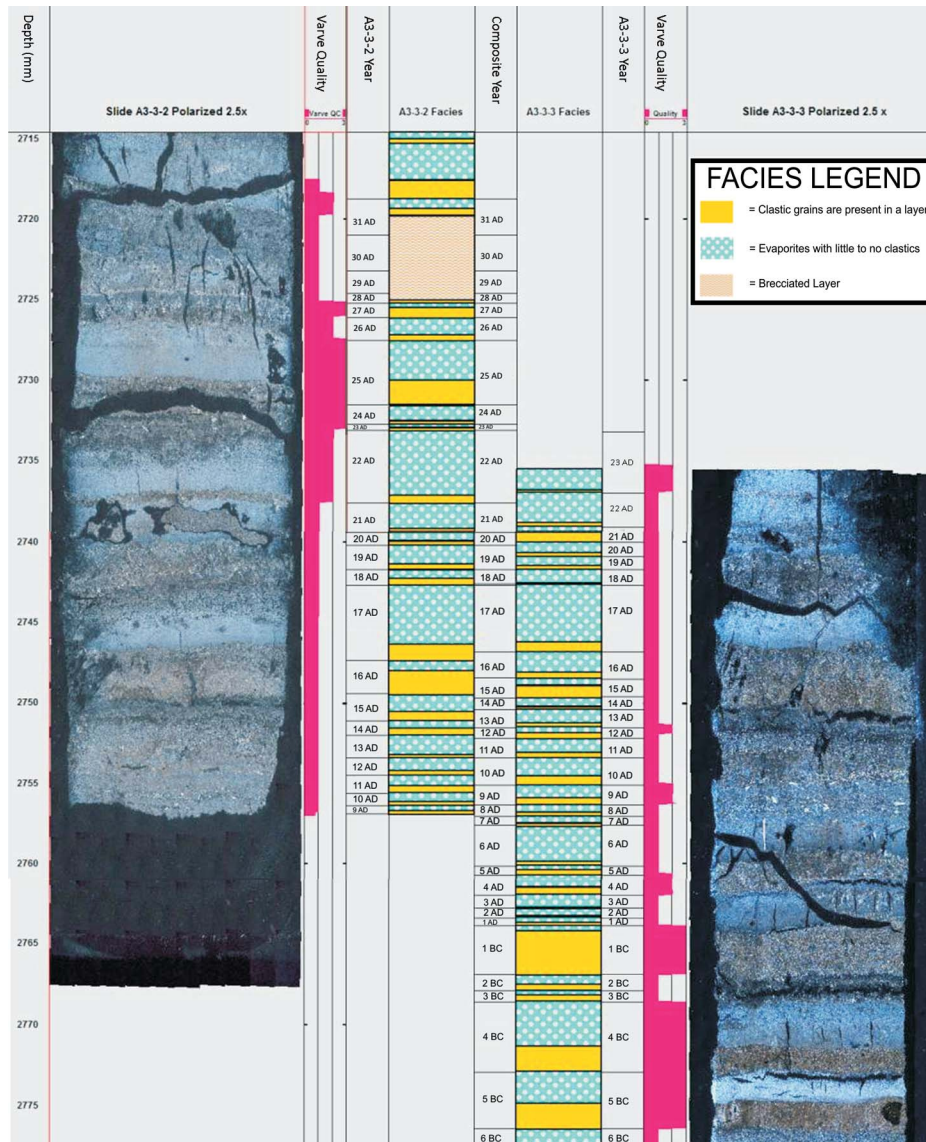 Depth (mm)
Slide A3-3-2 Polarized 2.5x
Varve Quality
Varve QC
0 3
A3-3-2 Year
A3-3-2 Facies
Composite Year
A3-3-3 Facies
A3-3-3 Year
Varve Quality
Quality
0 3
Slide A3-3-3 Polarized 2.5 x
2715
2720
2725
2730
2735
2740
2745
2750
2755
2760
2765
2770
2775
31 AD
30 AD
29 AD
28 AD
27 AD
26 AD
25 AD
24 AD
23 AD
22 AD
21 AD
20 AD
19 AD
18 AD
17 AD
16 AD
15 AD
14 AD
13 AD
12 AD
11 AD
10 AD
9 AD
31 AD
30 AD
29 AD
28 AD
27 AD
26 AD
25 AD
24 AD
23 AD
22 AD
21 AD
20 AD
19 AD
18 AD
17 AD
16 AD
15 AD
14 AD
13 AD
12 AD
11 AD
10 AD
9 AD
8 AD
7 AD
6 AD
5 AD
4 AD
3 AD
2 AD
1 AD
1 BC
2 BC
3 BC
4 BC
5 BC
6 BC
23 AD
22 AD
21 AD
20 AD
19 AD
18 AD
17 AD
16 AD
15 AD
14 AD
13 AD
12 AD
11 AD
10 AD
9 AD
8 AD
7 AD
6 AD
5 AD
4 AD
3 AD
2 AD
1 AD
1 BC
2 BC
3 BC
4 BC
5 BC
6 BC
FACIES LEGEND
= Clastic grains are present in a layer
= Evaporites with little to no clastics
= Brecciated Layer